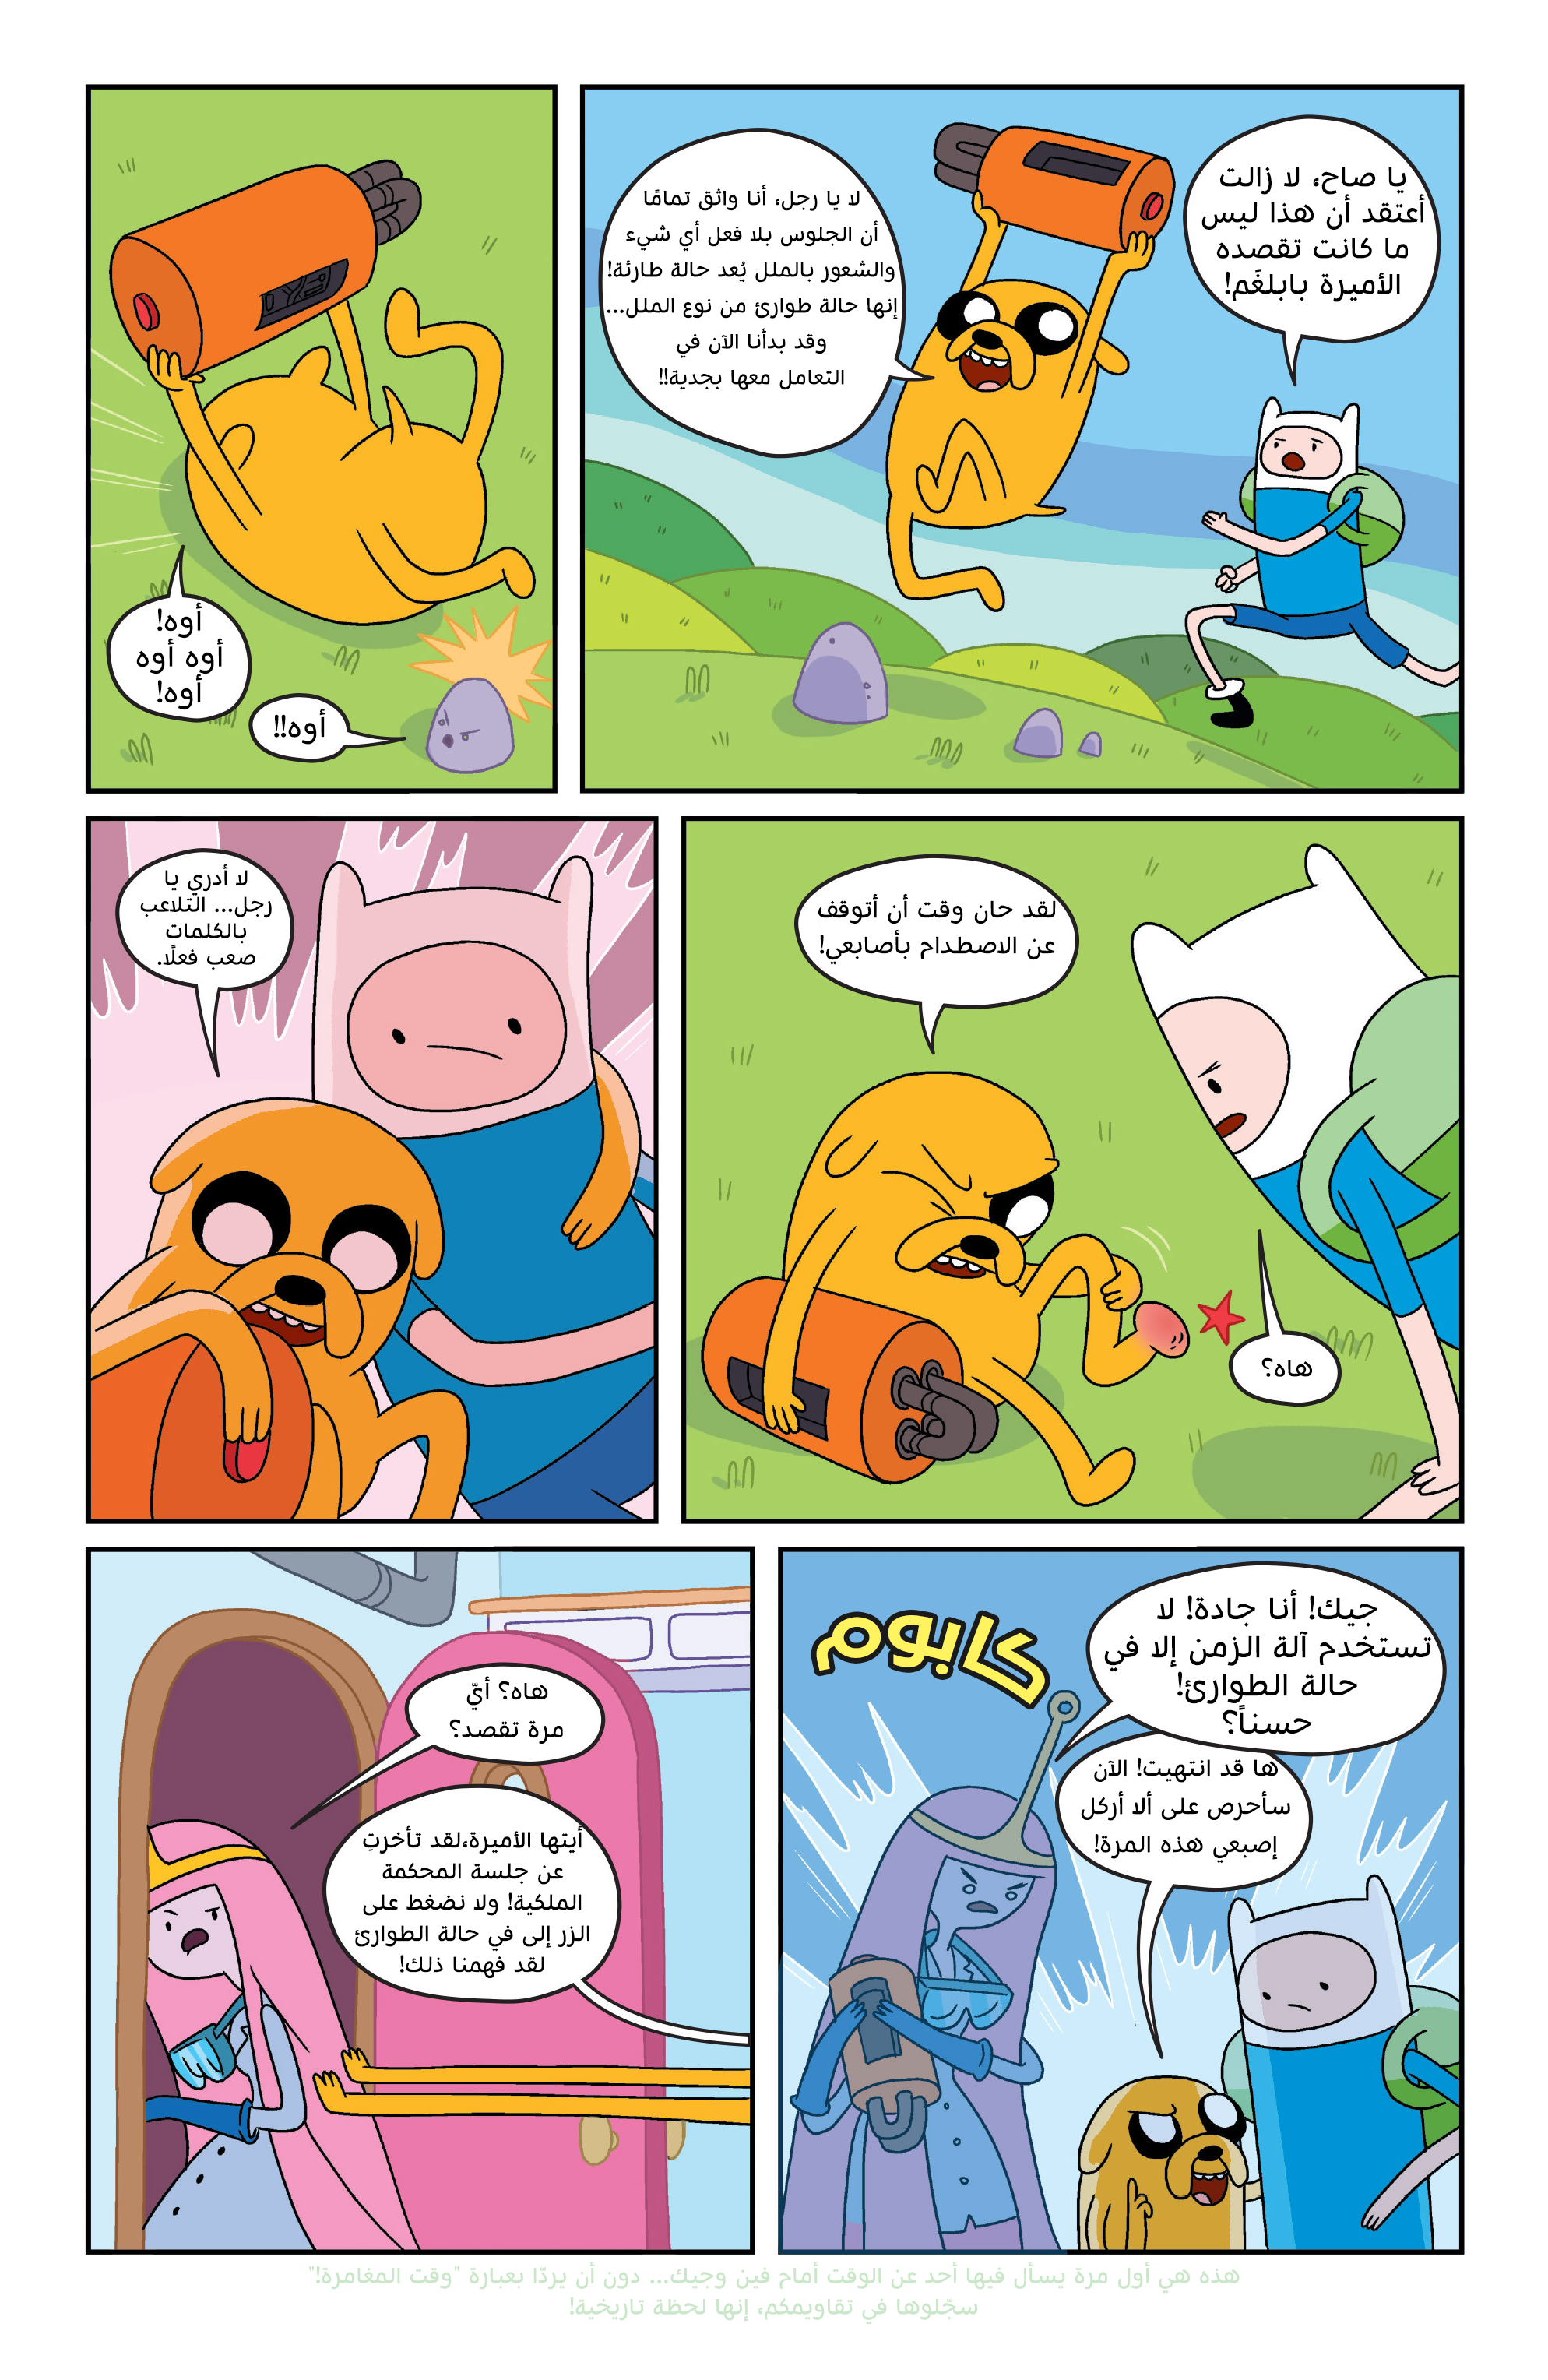 يا صاح، لا زالت
أعتقد أن هذا ليس
ما كانت تقصده
الأميرة بابلغَم!
لا يا رجل، أنا واثق تمامًا
أن الجلوس بلا فعل أي شيء
والشعور بالملل يُعد حالة طارئة!
إنها حالة طوارئ من نوع الملل...
وقد بدأنا الآن في
التعامل معها بجدية!!
أوه!
أوه أوه
أوه!
أوه!!
لقد حان وقت أن أتوقف
عن الاصطدام بأصابعي!
هاه؟
لا أدري يا
رجل... التلاعب
بالكلمات
صعب فعلًا.
كابوم
جيك! أنا جادة! لا
تستخدم آلة الزمن إلا في
حالة الطوارئ!
حسناً؟
ها قد انتهيت! الآن
سأحرص على ألا أركل
إصبعي هذه المرة!
هاه؟ أيّ
مرة تقصد؟
أيتها الأميرة،لقد تأخرتِ
عن جلسة المحكمة
الملكية! ولا نضغط على
الزر إلى في حالة الطوارئ
لقد فهمنا ذلك!
هذه هي أول مرة يسأل فيها أحد عن الوقت أمام فين وجيك... دون أن يردّا بعبارة "وقت المغامرة!"
سجّلوها في تقاويمكم، إنها لحظة تاريخية!